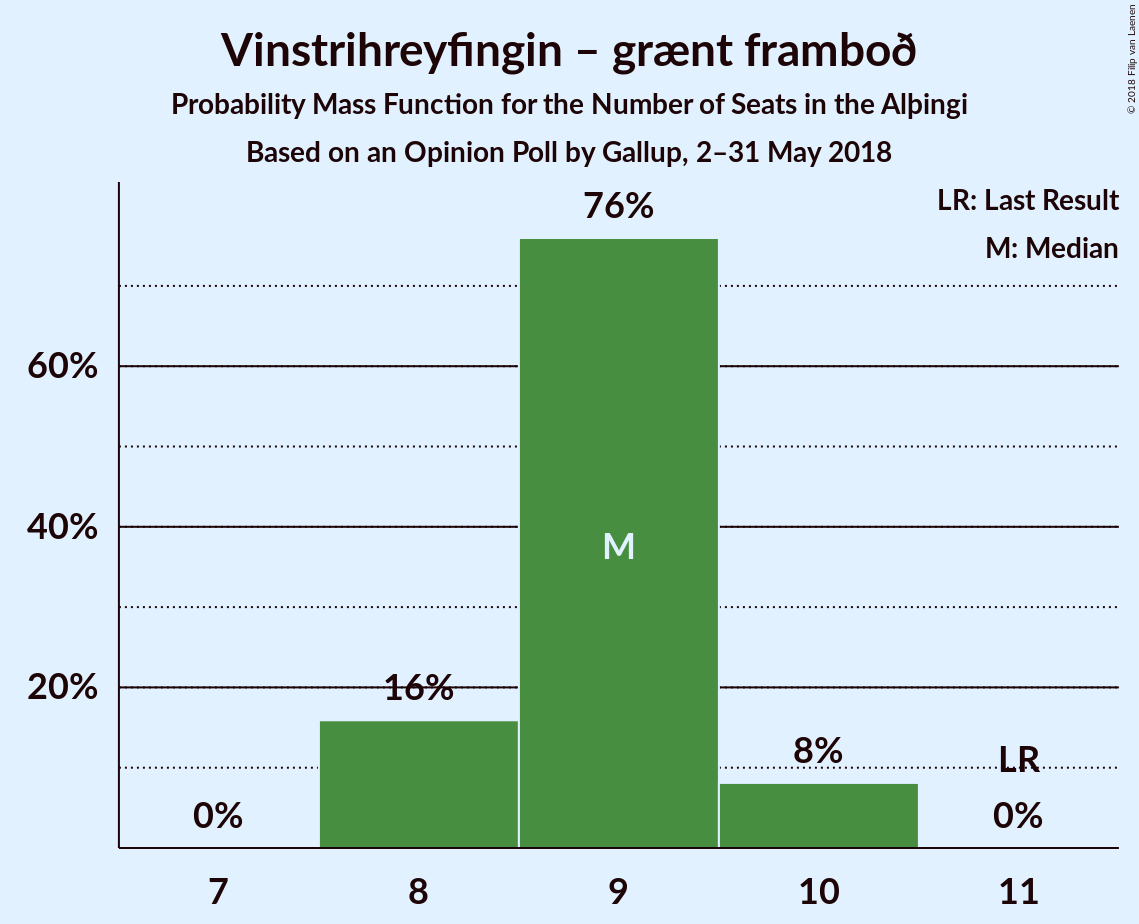 Vinstrihreyfingin – grænt framboð
Probability Mass Function for the Number of Seats in the Alþingi
Based on an Opinion Poll by Gallup, 2–31 May 2018
© 2018 Filip van Laenen
LR: Last Result
M: Median
76%
60%
40%
M
20%
16%
8%
LR
0%
0%
7 8 9 10 11